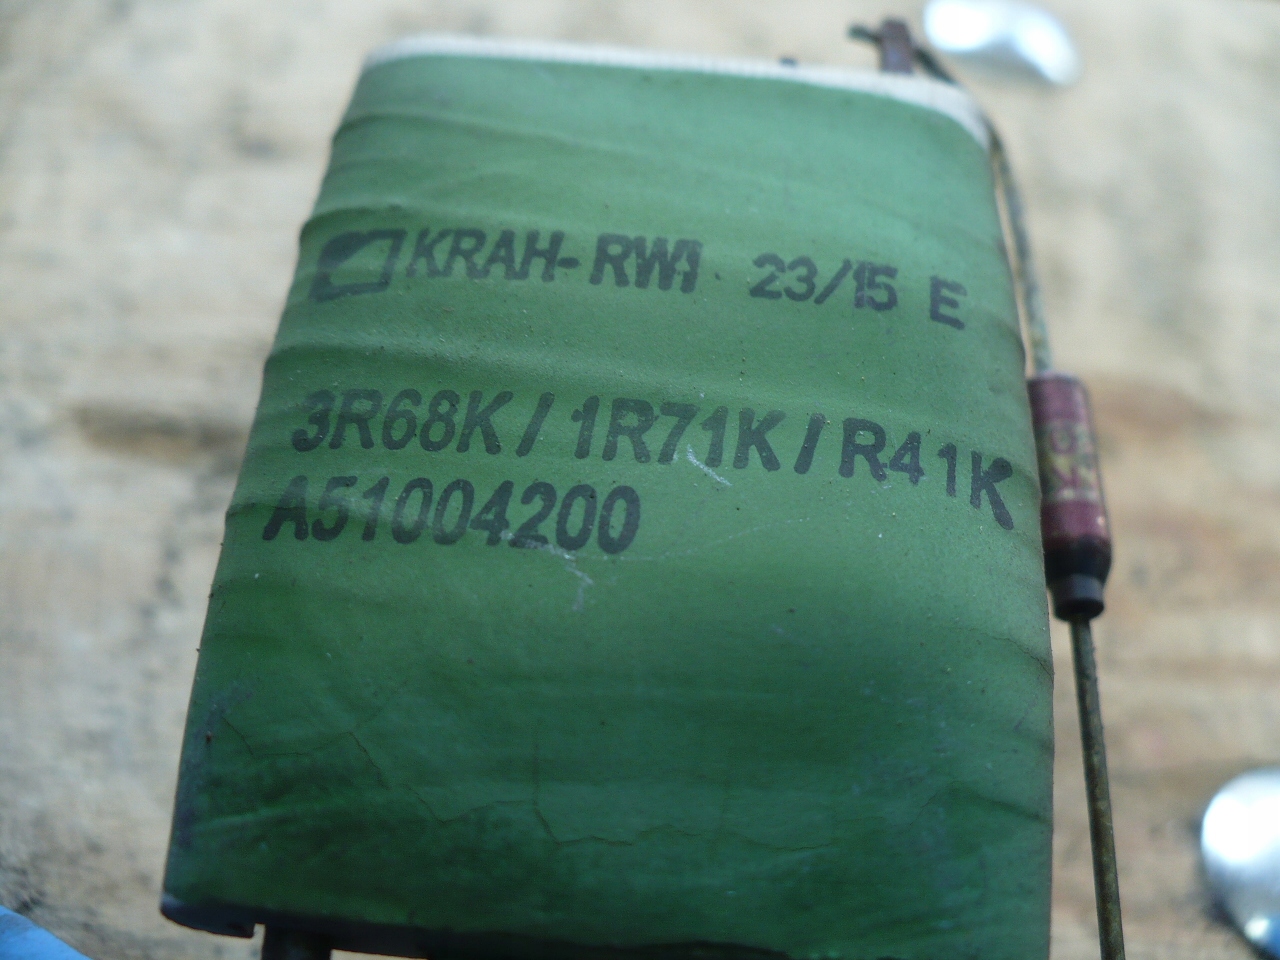 KRAH-RWI 23/15 E
3R68K / 1R71K / R41K
A51004200